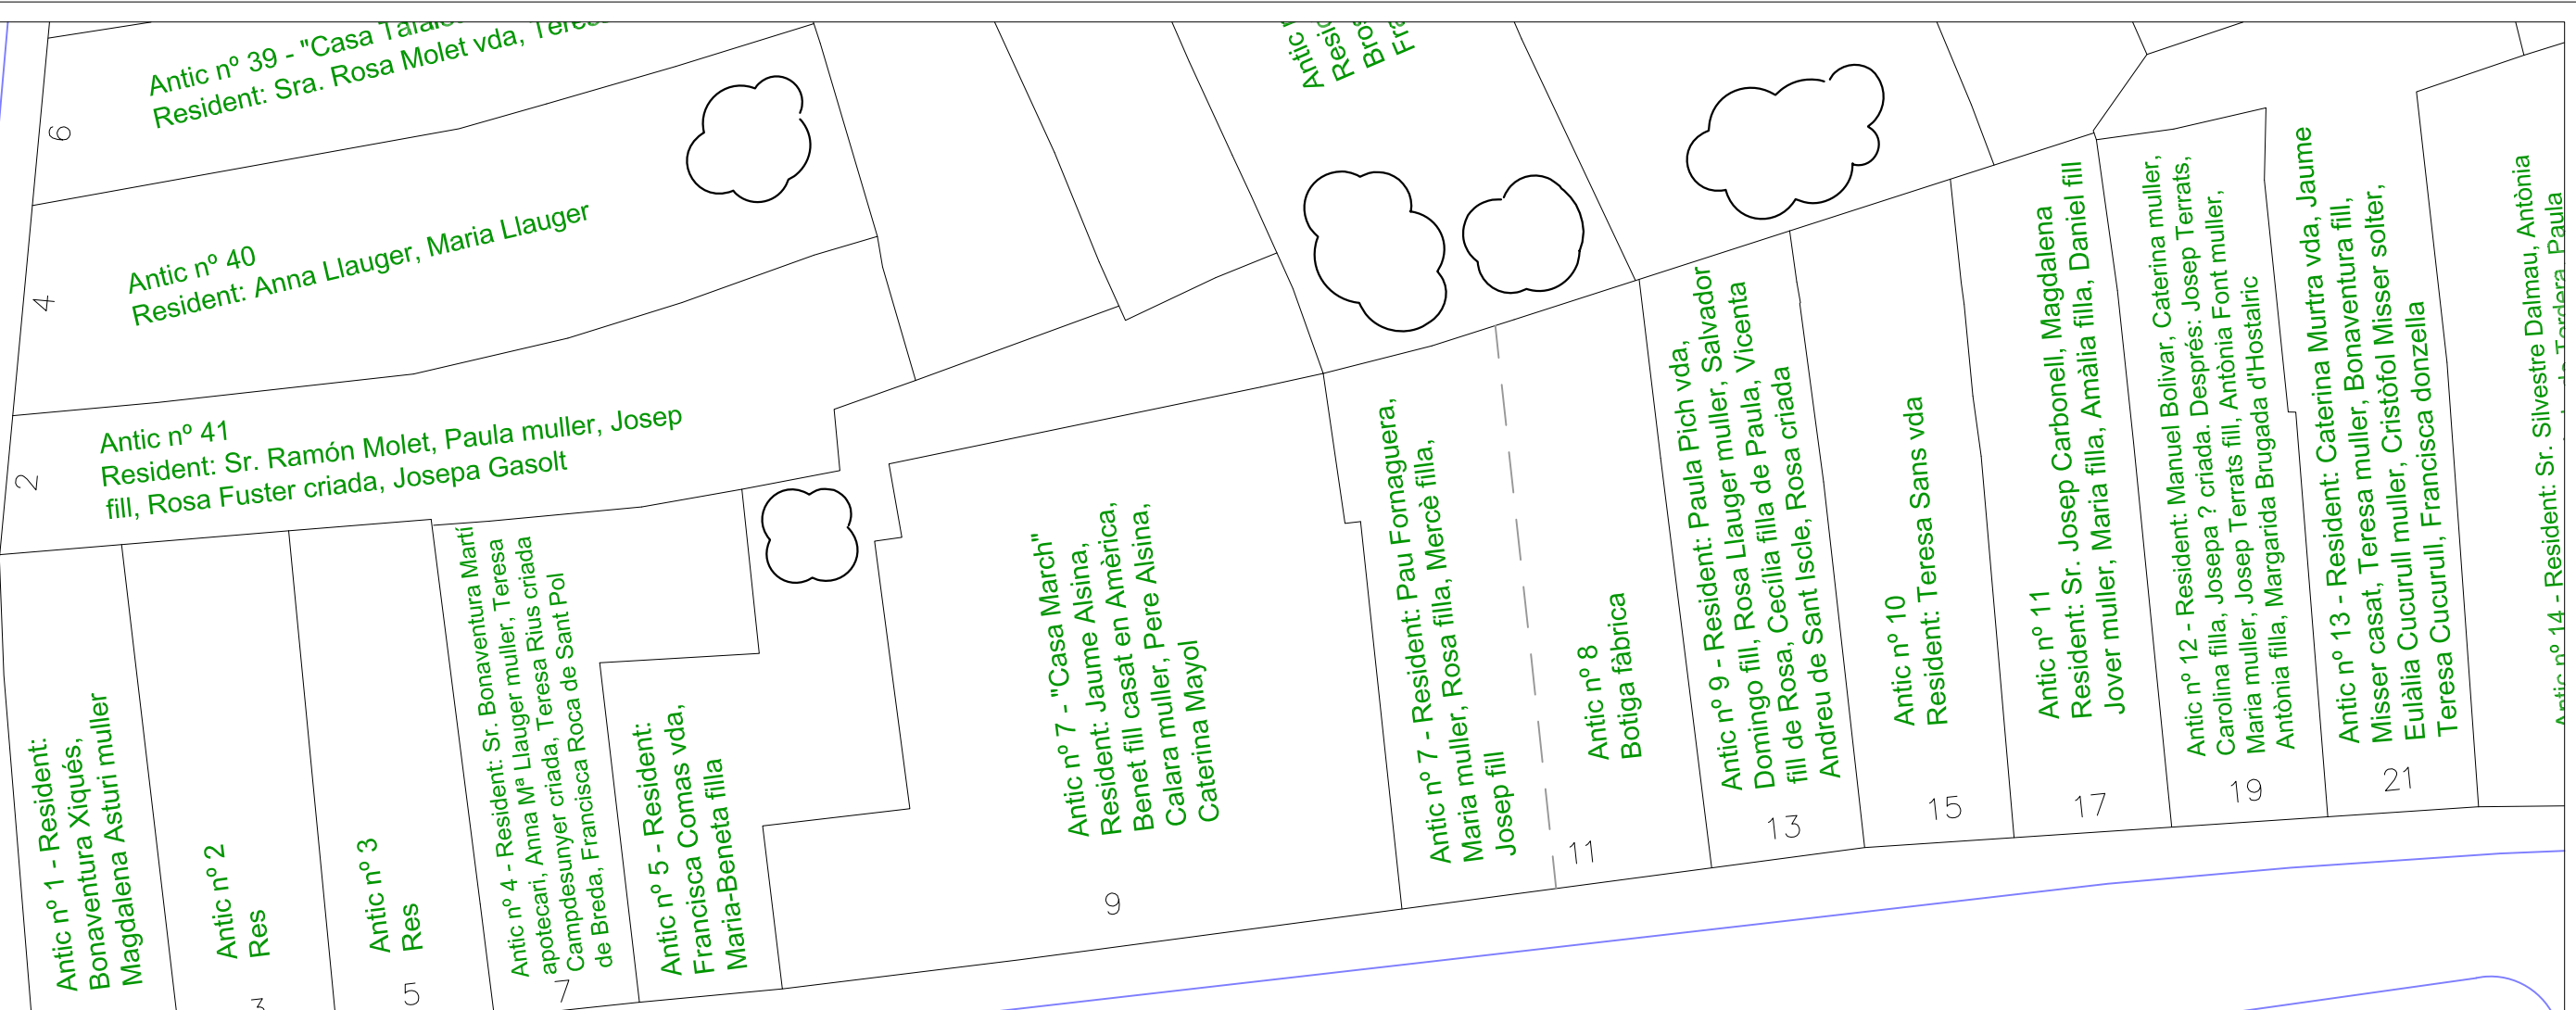 Antic nº 39 - "Casa
Resident: Sra. Rosa Molet vda,
6
Antic nº 40
Resident: Anna Llauger, Maria Llauger
4
Antic nº 41
Resident: Sr. Ramón Molet, Paula muller, Josep
fill, Rosa Fuster criada, Josepa Gasolt
2
Antic
Antic nº 1 - Resident:
Bonaventura Xiqués,
Magdalena Asturi muller
Antic nº 2
Res
3
Antic nº 3
Res
5
Antic nº 4 - Resident: Sr. Bonaventura Martí
apotecari, Anna Mª Llauger muller, Teresa
Campdesunyer criada, Teresa Rius criada
de Breda, Francisca Roca de Sant Pol
7
Antic nº 5 - Resident:
Francisca Comas vda,
Maria-Beneta filla
Antic nº 7 - "Casa March"
Resident: Jaume Alsina,
Benet fill casat en Amèrica,
Calara muller, Pere Alsina,
Caterina Mayol
9
Antic nº 7 - Resident: Pau Fornaguera,
Maria muller, Rosa filla, Mercè filla,
Josep fill
Antic nº 8
Botiga fàbrica
11
Antic nº 9 - Resident: Paula Pich vda,
Domingo fill, Rosa Llauger muller, Salvador
fill de Rosa, Cecília filla de Paula, Vicenta
Andreu de Sant Iscle, Rosa criada
13
Antic nº 10
Resident: Teresa Sans vda
15
Antic nº 11
Resident: Sr. Josep Carbonell, Magdalena
Jover muller, Maria filla, Amàlia filla, Daniel fill
17
Antic nº 12 - Resident: Manuel Bolivar, Caterina muller,
Carolina filla, Josepa ? criada. Després: Josep Terrats,
Maria muller, Josep Terrats fill, Antònia Font muller,
Antònia filla, Margarida Brugada d'Hostalric
19
Antic nº 13 - Resident: Caterina Murtra vda, Jaume
Misser casat, Teresa muller, Bonaventura fill,
Eulàlia Cucurull muller, Cristòfol Misser solter,
Teresa Cucurull, Francisca donzella
21
Antic nº 14 - Resident: Sr. Silvestre Dalmau, Antònia
Tordera, Paula